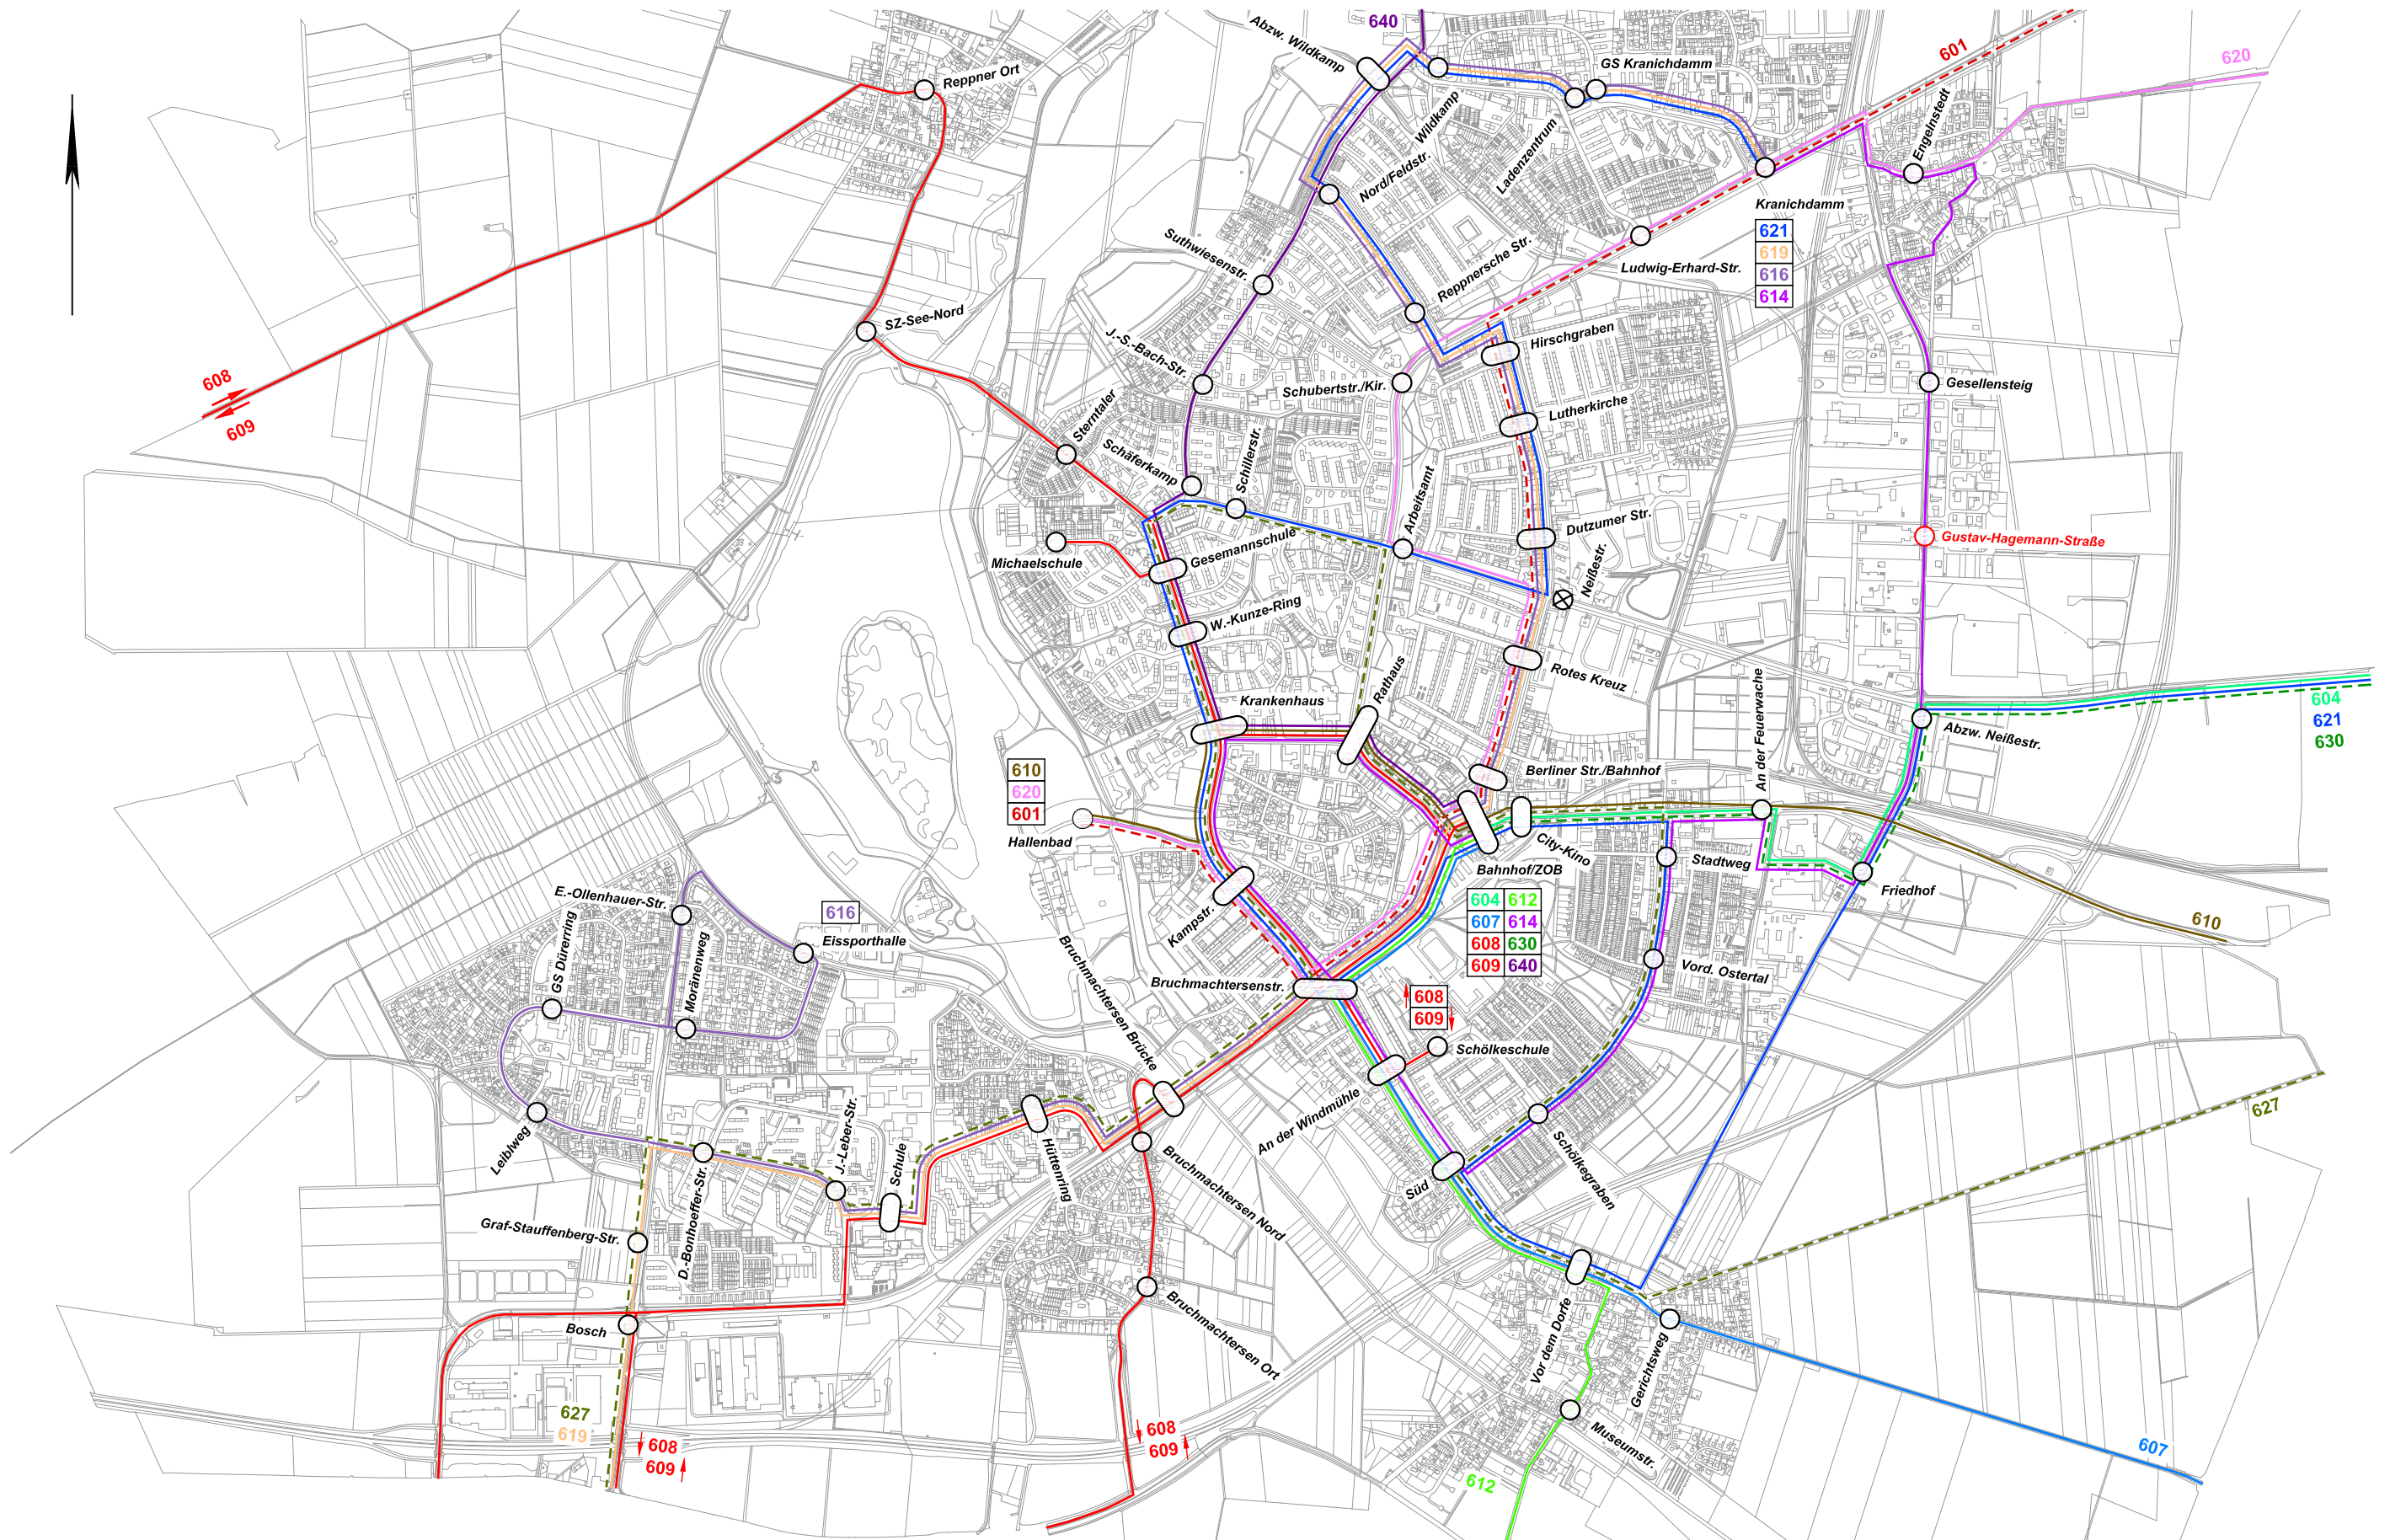 640
Abzw. Wildkamp
601
620
GS Kranichdamm
Reppner Ort
Wildkamp
Engelnstedt
Ladenzentrum
Nord/Feldstr.
Kranichdamm
621
619
616
614
Suthwiesenstr.
Reppnersche Str.
Ludwig-Erhard-Str.
SZ-See-Nord
Hirschgraben
J.-S.-Bach-Str.
608
609
Schubertstr./Kir.
Gesellensteig
Sterntaler
Lutherkirche
Schäferkamp
Schillerstr.
Arbeitsamt
Dutzumer Str.
Gustav-Hagemann-Straße
Gesemannschule
Michaelschule
Neißestr.
W.-Kunze-Ring
Rotes Kreuz
Rathaus
Krankenhaus
An der Feuerwache
604
621
630
Abzw. Neißestr.
610
620
601
Berliner Str./Bahnhof
Hallenbad
City-Kino
Stadtweg
Bahnhof/ZOB
604 612
607 614
608 630
609 640
Friedhof
E.-Ollenhauer-Str.
616
Kampstr.
610
GS Dürerring
Moränenweg
Eissporthalle
Bruchmachtersen Brücke
Vord. Ostertal
Bruchmachtersenstr.
608
609
Schölkeschule
An der Windmühle
627
Leiblweg
J.-Leber-Str.
Schule
Hüttenring
Bruchmachtersen Nord
Schölkegraben
Süd
Graf-Stauffenberg-Str.
D.-Bonhoeffer-Str.
Bosch
Bruchmachtersen Ort
Vor dem Dorfe
Gerichtsweg
627
619
608
609
608
609
Museumstr.
607
612